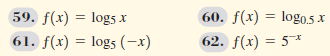 59. f(x) = log₅ x 60. f(x) = log₀.₅ x
61. f(x) = log₅ (−x) 62. f(x) = 5⁻ˣ